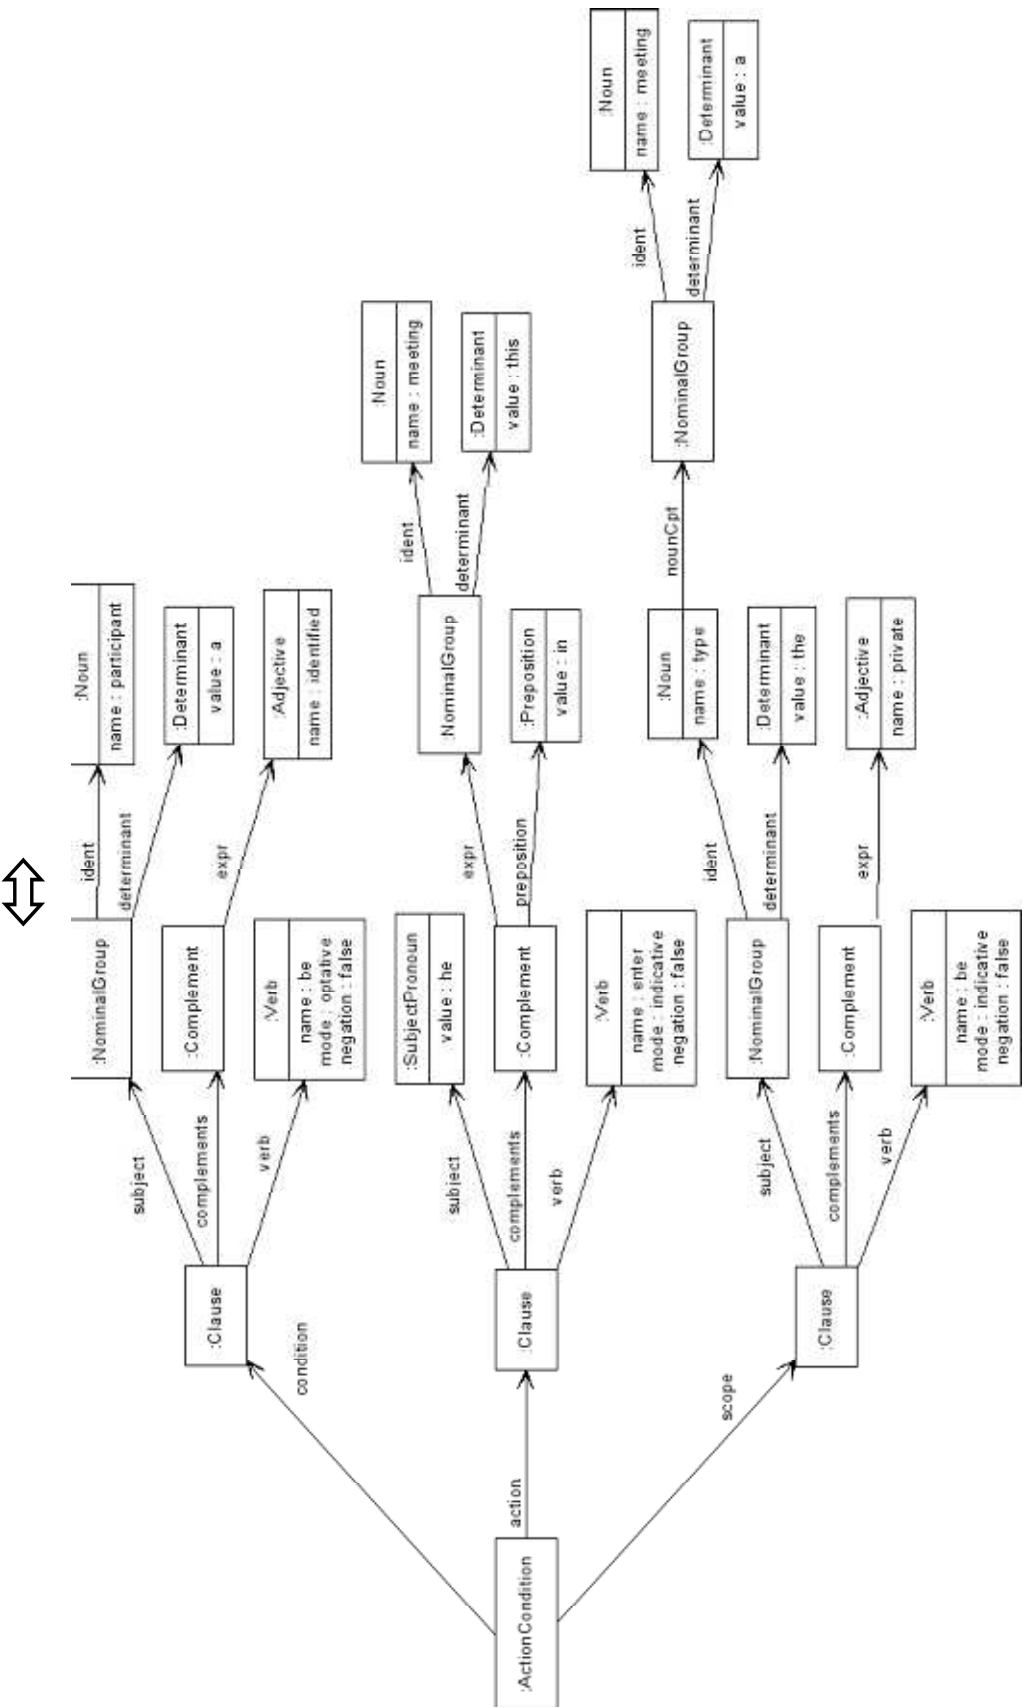 :ActionCondition
condition
action
scope
:Clause
subject
complements
verb
:NominalGroup
ident
determinant
:Noun
name : participant
:Determinant
value : a
:Complement
expr
:Adjective
name : identified
:Verb
name : be
mode : optative
negation : false
:Clause
subject
complements
verb
:SubjectPronoun
value : he
:Complement
expr
preposition
:NominalGroup
ident
determinant
:Noun
name : meeting
:Determinant
value : this
:Preposition
value : in
:Verb
name : enter
mode : indicative
negation : false
:Clause
subject
complements
verb
:NominalGroup
ident
determinant
:Noun
name : type
nounCpt
:NominalGroup
ident
determinant
:Noun
name : meeting
:Determinant
value : a
:Determinant
value : the
:Complement
expr
:Adjective
name : private
:Verb
name : be
mode : indicative
negation : false